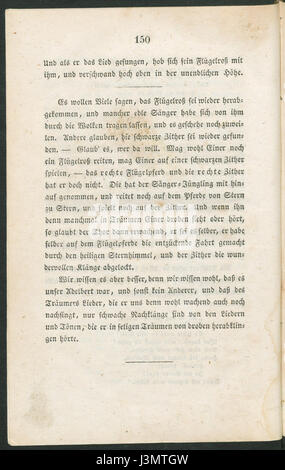 150
Und als er das Lied gesungen, hob sich sein Flügelroß mit
ihm, und verschwand hoch oben in der unendlichen Höhe.
Es wollen Viele sagen, das Flügelroß sei wieder herab-
gekommen, und mancher edle Sänger habe sich von ihm
durch die Wolken tragen lassen, und es geschehe noch zuwei-
len. Andere glauben, die schwarze Zither sei wieder gefun-
den. — Glaub' es, wer da will. Mag wohl Einer noch
ein Flügelroß reiten, mag Einer auf einer schwarzen Zither
spielen, — das rechte Flügelpferd und die rechte Zither
hat er doch nicht. Die hat der Sänger-Jüngling mit hin-
auf genommen, und reitet noch auf dem Pferde von Stern
zu Stern, und spielt noch auf der Zither. Und wenn ihn
denn manchmal in Träumen Einer droben sieht oder hört,
so glaubt der Thor dann erwachend, er sei es selber, er habe
selber auf dem Flügelpferde die entzückende Fahrt gemacht
durch den heiligen Sternhimmel, und der Zither die wun-
dervollen Klänge abgelockt.
Wir wissen es aber besser, denn wir wissen wohl, daß es
unser Adelbert war, und sonst kein Anderer, und daß des
Träumers Lieder, die er uns denn wohl wachend auch noch
nachsingt, nur schwache Nachklänge sind von den Liedern
und Tönen, die er in seligen Träumen von droben herabklin-
gen hörte.
alamy stock photo
J3MTGW